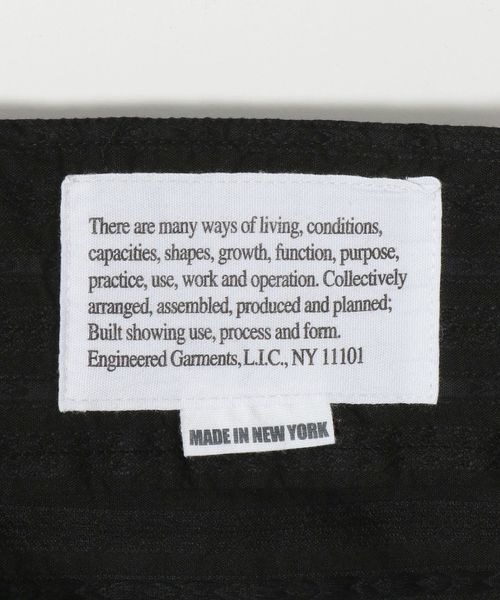 There are many ways of living, conditions,
capacities, shapes, growth, function, purpose,
practice, use, work and operation. Collectively
arranged, assembled, produced and planned;
Built showing use, process and form.
Engineered Garments, L.I.C., NY 11101
MADE IN NEW YORK